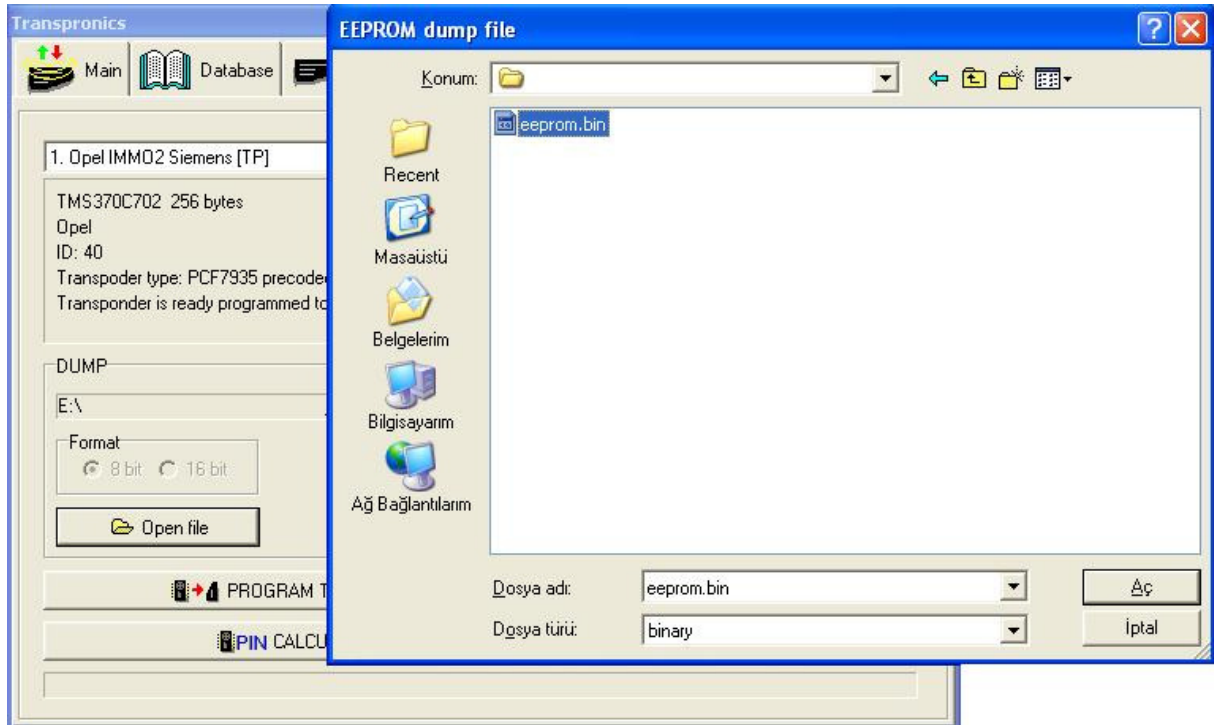 Transpronics
Main
Database
1. Opel IMMO2 Siemens [TP]
TMS370C702 256 bytes
Opel
ID: 40
Transpoder type: PCF7935 precode
Transponder is ready programmed to
DUMP
E:\
Format
8 bit 16 bit
Open file
PROGRAM T
PIN CALCU
EEPROM dump file
Konum:
eeprom.bin
Recent
Masaüstü
Belgelerim
Bilgisayarım
Ağ Bağlantılarım
Dosya adı: eeprom.bin Aç
Dosya türü: binary İptal